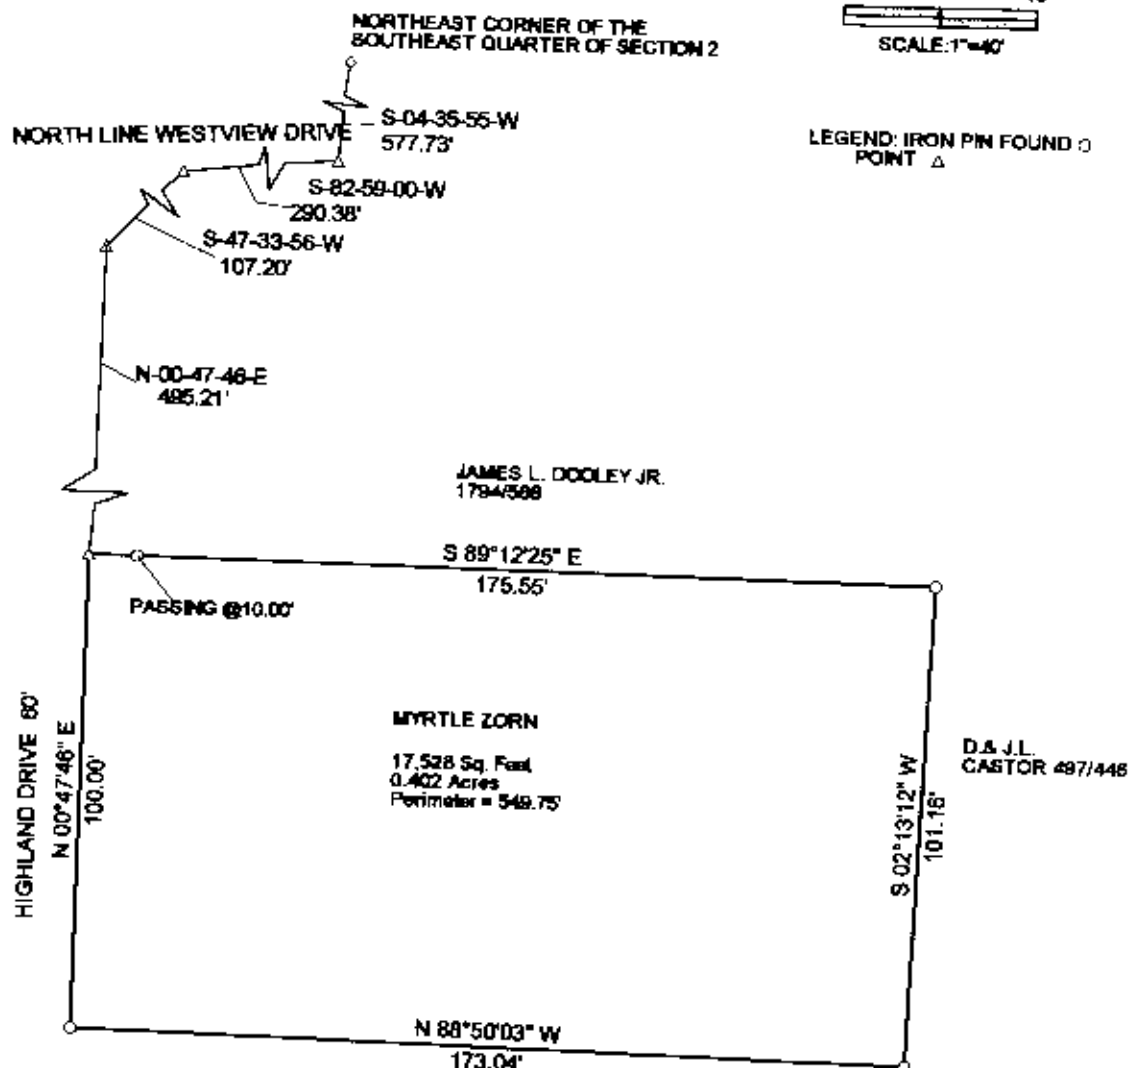 NORTHEAST CORNER OF THE
SOUTHEAST QUARTER OF SECTION 2
SCALE:1"=40'
S-04-35-55-W
577.73'
NORTH LINE WESTVIEW DRIVE
LEGEND: IRON PIN FOUND ○
POINT △
S-82-59-00-W
290.38'
S-47-33-56-W
107.20'
N-00-47-46-E
495.21'
JAMES L. DOOLEY JR.
1794/588
S 89°12'25" E
175.55'
PASSING @10.00'
HIGHLAND DRIVE 60'
N 00°47'46" E
100.00'
MYRTLE ZORN
17,528 Sq. Feet
0.402 Acres
Perimeter = 549.75'
S 02°13'12" W
101.16'
D.& J.L.
CASTOR 497/446
N 88°50'03" W
173.04'